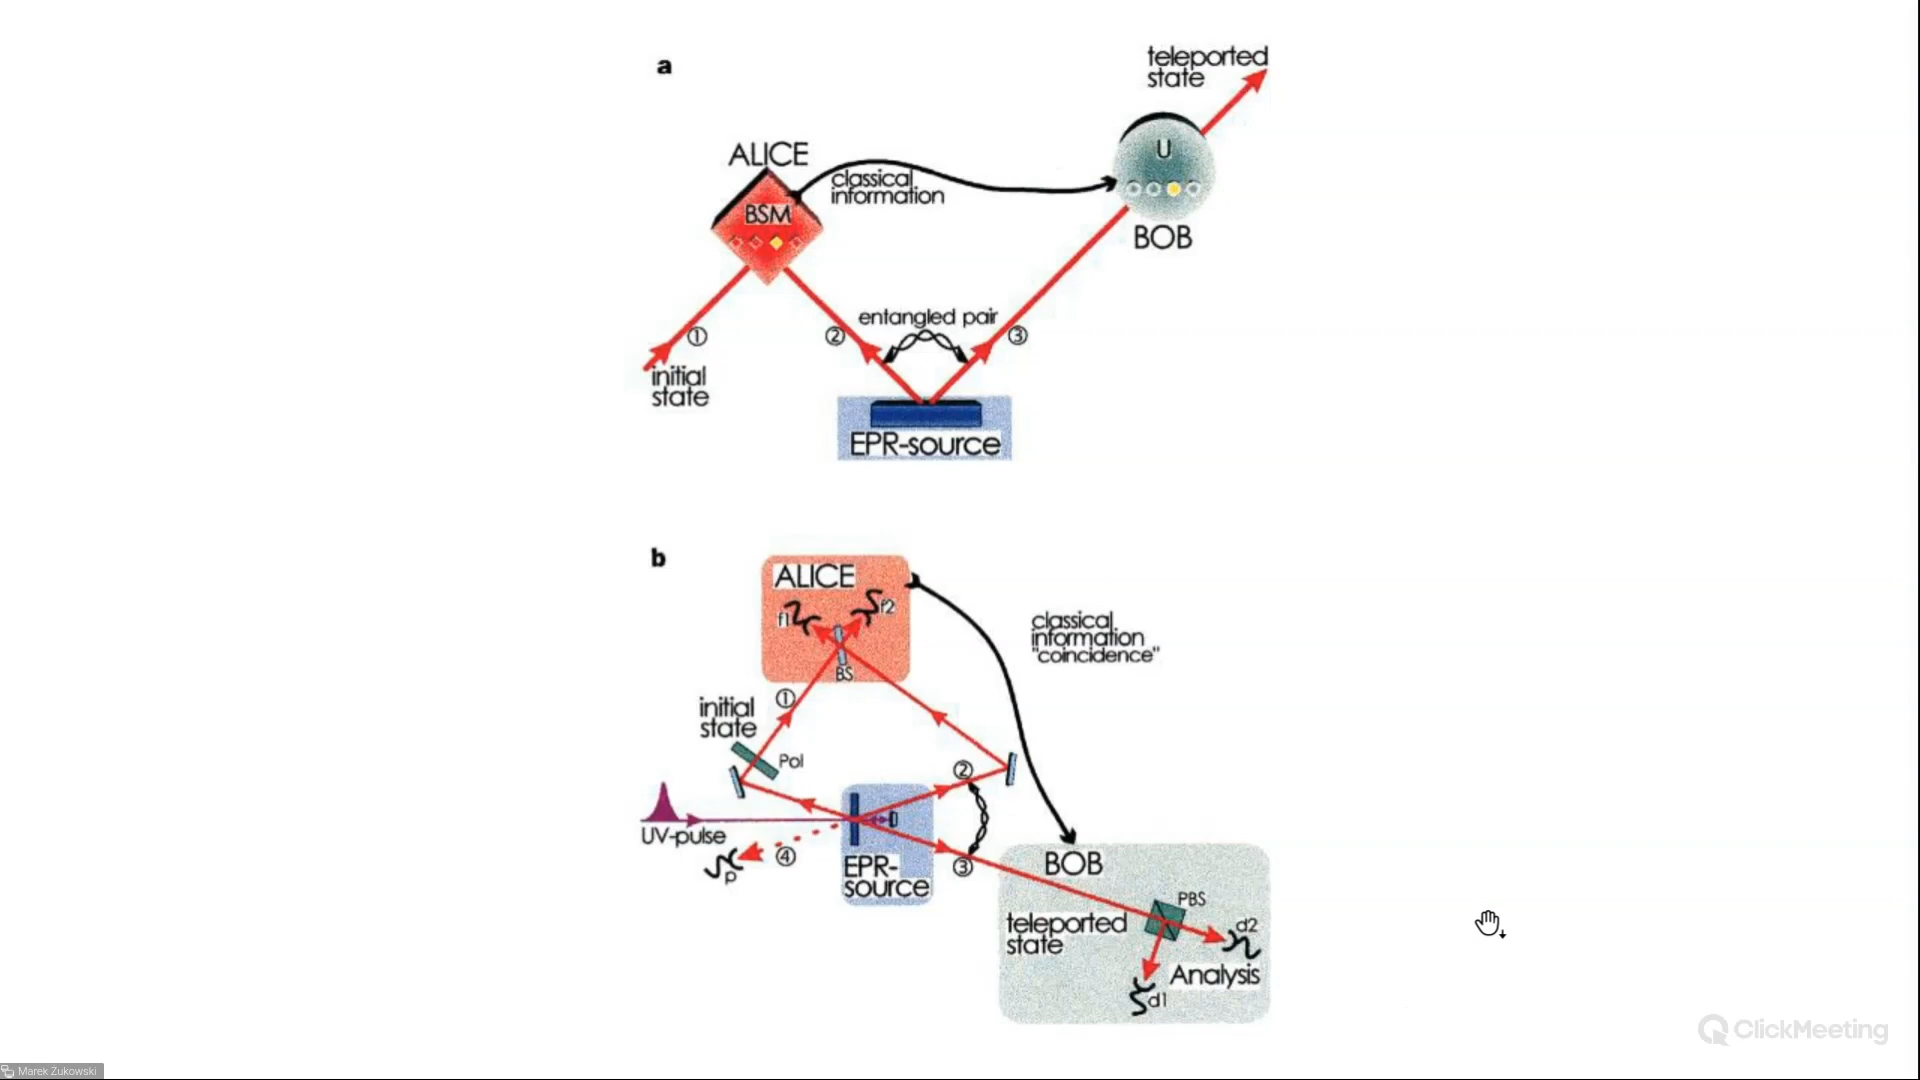 a
teleported
state
ALICE
U
BSM
classical
information
BOB
entangled pair
①
②
③
initial
state
EPR-source
b
ALICE
f1
f2
BS
classical
information
"coincidence"
①
initial
state
Pol
②
UV-pulse
④
p
EPR-
source
③
BOB
PBS
teleported
state
d2
Analysis
d1
ClickMeeting
Marek Zukowski